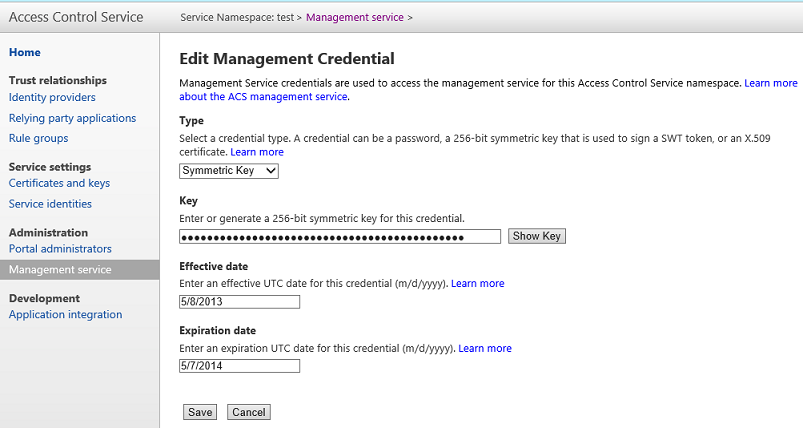 Access Control Service
Service Namespace: test > Management service >
Home
Trust relationships
Identity providers
Relying party applications
Rule groups
Service settings
Certificates and keys
Service identities
Administration
Portal administrators
Management service
Development
Application integration
Edit Management Credential
Management Service credentials are used to access the management service for this Access Control Service namespace. Learn more
about the ACS management service.
Type
Select a credential type. A credential can be a password, a 256-bit symmetric key that is used to sign a SWT token, or an X.509
certificate. Learn more
Symmetric Key
Key
Enter or generate a 256-bit symmetric key for this credential.
Show Key
Effective date
Enter an effective UTC date for this credential (m/d/yyyy). Learn more
5/8/2013
Expiration date
Enter an expiration UTC date for this credential (m/d/yyyy). Learn more
5/7/2014
Save Cancel